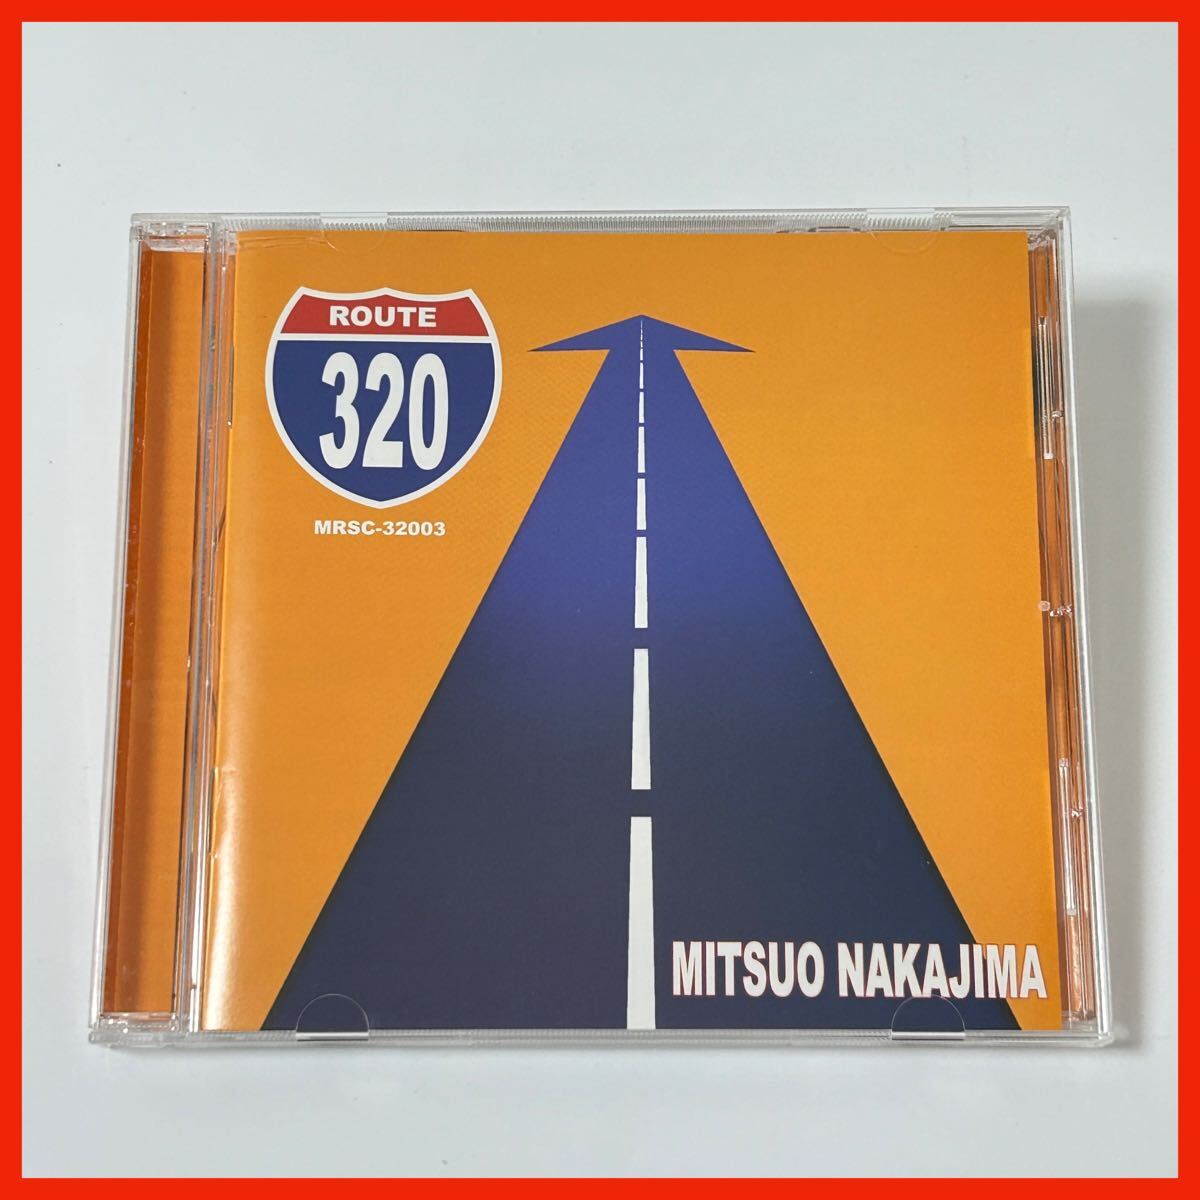 ROUTE
320
MRSC-32003
MITSUO NAKAJIMA